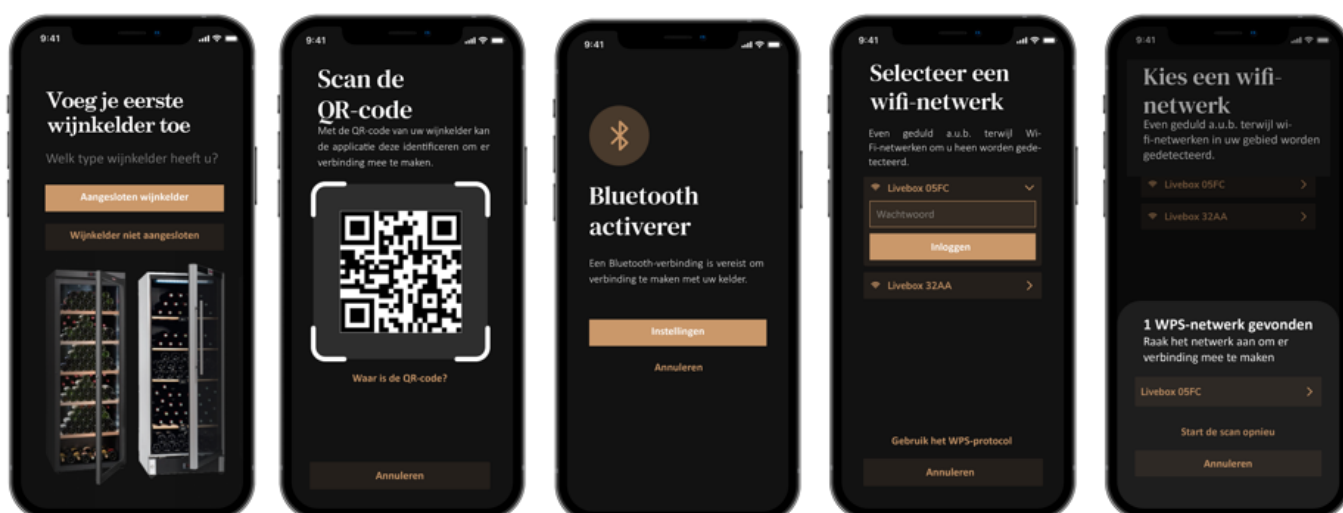 9:41
Voeg je eerste
wijnkelder toe
Welk type wijnkelder heeft u?
Aangesloten wijnkelder
Wijnkelder niet aangesloten
9:41
Scan de
QR-code
Met de QR-code van uw wijnkelder kan
de applicatie deze identificeren om er
verbinding mee te maken.
Waar is de QR-code?
Annuleren
9:41
Bluetooth
activerer
Een Bluetooth-verbinding is vereist om
verbinding te maken met uw kelder.
Instellingen
Annuleren
9:41
Selecteer een
wifi-netwerk
Even geduld a.u.b. terwijl Wi-
Fi-netwerken om u heen worden gede-
tecteerd.
Livebox 05FC
Wachtwoord
Inloggen
Livebox 32AA
Gebruik het WPS-protocol
Annuleren
9:41
Kies een wifi-
netwerk
Even geduld a.u.b. terwijl wi-
fi-netwerken in uw gebied worden
gedetecteerd.
Livebox 05FC
Livebox 32AA
1 WPS-netwerk gevonden
Raak het netwerk aan om er
verbinding mee te maken
Livebox 05FC
Start de scan opnieu
Annuleren